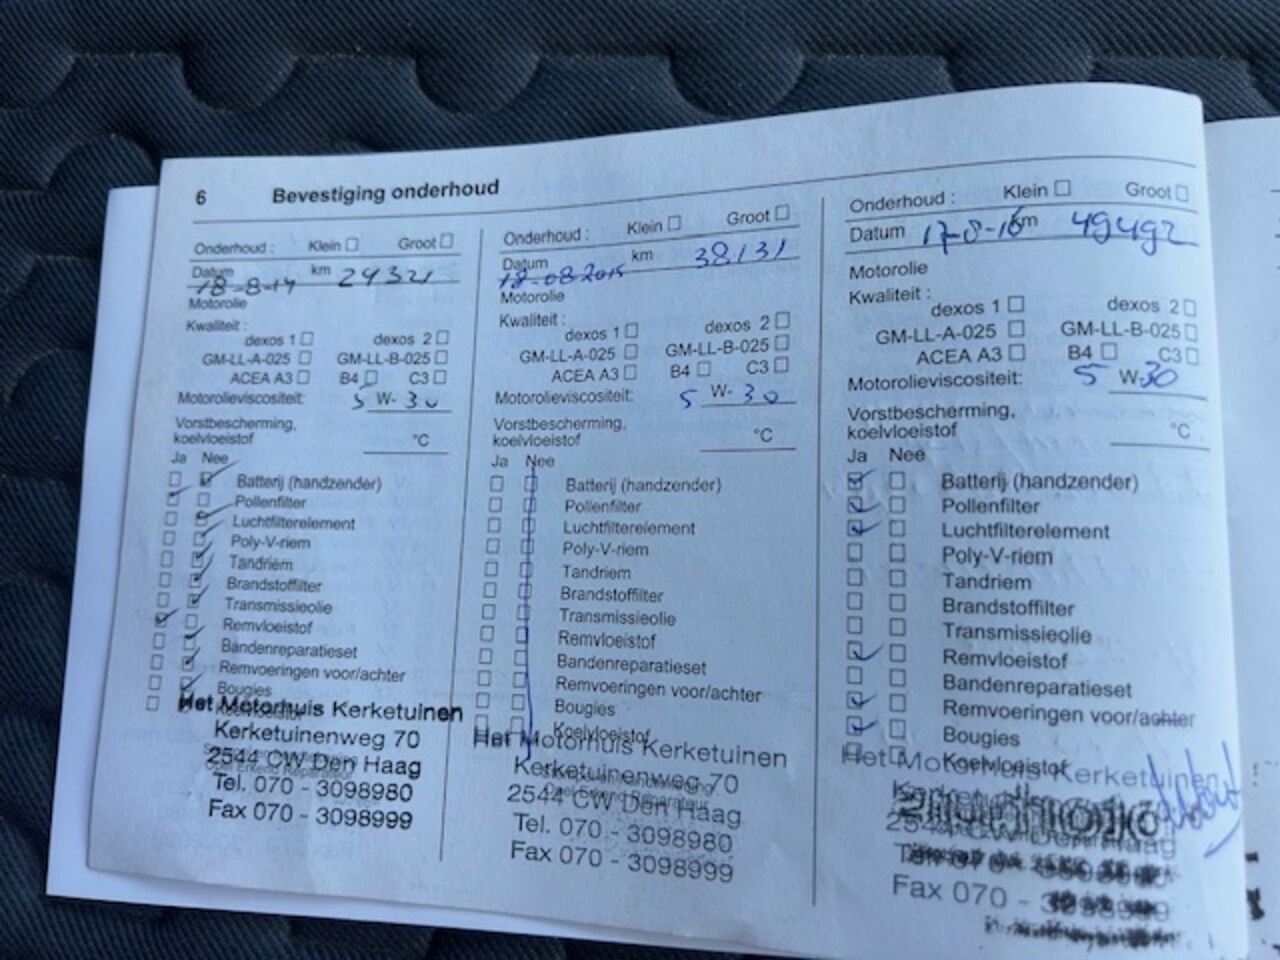 6 Bevestiging onderhoud
Onderhoud : Klein Groot
Datum 18-8-14 km 24321
Motorolie
Kwaliteit :
dexos 1 dexos 2
GM-LL-A-025 GM-LL-B-025
ACEA A3 B4 C3
Motorolieviscositeit: 5 W- 30
Vorstbescherming,
koelvloeistof °C
Ja Nee
Batterij (handzender)
Pollenfilter
Luchtfilterelement
Poly-V-riem
Tandriem
Brandstoffilter
Transmissieolie
Remvloeistof
Bandenreparatieset
Remvoeringen voor/achter
Bougies
Het Motorhuis Kerketuinen
Kerketuinenweg 70
2544 CW Den Haag
Tel. 070 - 3098980
Fax 070 - 3098999
Onderhoud : Klein Groot
Datum 18-08-2015 km 38131
Motorolie
Kwaliteit :
dexos 1 dexos 2
GM-LL-A-025 GM-LL-B-025
ACEA A3 B4 C3
Motorolieviscositeit: 5 W- 30
Vorstbescherming,
koelvloeistof °C
Ja Nee
Batterij (handzender)
Pollenfilter
Luchtfilterelement
Poly-V-riem
Tandriem
Brandstoffilter
Transmissieolie
Remvloeistof
Bandenreparatieset
Remvoeringen voor/achter
Bougies
Koelvloeistof
Het Motorhuis Kerketuinen
Kerketuinenweg 70
2544 CW Den Haag
Tel. 070 - 3098980
Fax 070 - 3098999
Onderhoud : Klein Groot
Datum 17-8-16 km 49492
Motorolie
Kwaliteit :
dexos 1 dexos 2
GM-LL-A-025 GM-LL-B-025
ACEA A3 B4 C3
Motorolieviscositeit: 5 W-30
Vorstbescherming,
koelvloeistof °C
Ja Nee
Batterij (handzender)
Pollenfilter
Luchtfilterelement
Poly-V-riem
Tandriem
Brandstoffilter
Transmissieolie
Remvloeistof
Bandenreparatieset
Remvoeringen voor/achter
Bougies
Koelvloeistof
Het Motorhuis Kerketuinen
Fax 070 -